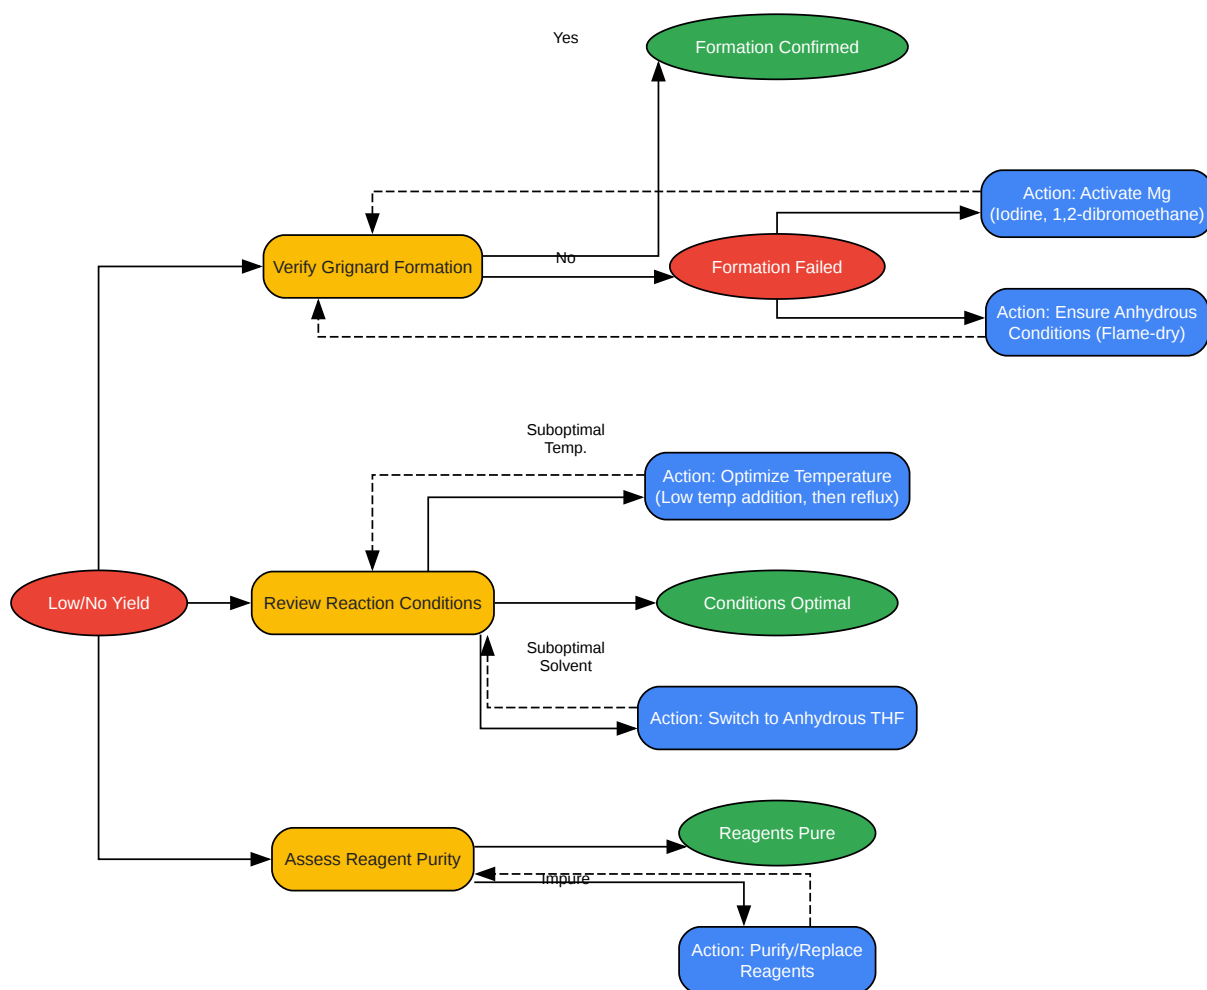 Yes
Formation Confirmed
Action: Activate Mg
(Iodine, 1,2-dibromoethane)
Verify Grignard Formation
No
Formation Failed
Action: Ensure Anhydrous
Conditions (Flame-dry)
Suboptimal
Temp.
Action: Optimize Temperature
(Low temp addition, then reflux)
Low/No Yield
Review Reaction Conditions
Conditions Optimal
Suboptimal
Solvent
Action: Switch to Anhydrous THF
Reagents Pure
Assess Reagent Purity
Impure
Action: Purify/Replace
Reagents